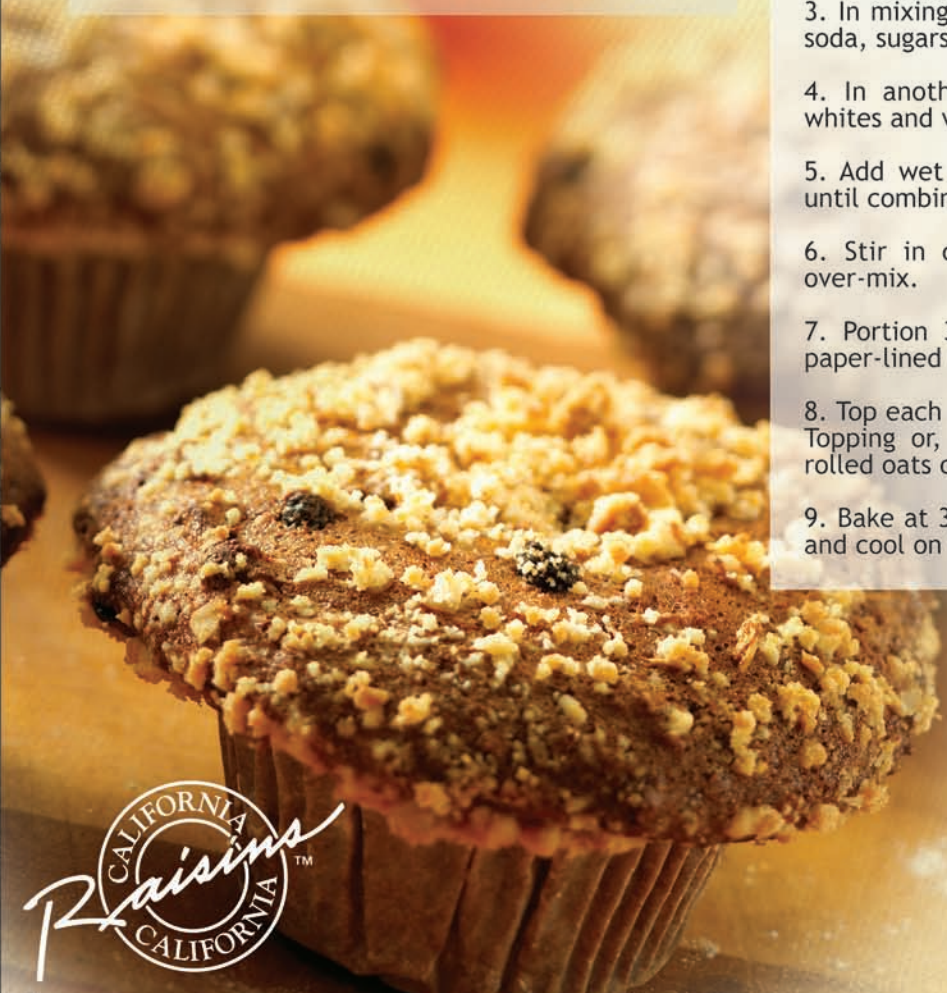 3. In mixing
soda, sugars
4. In anoth
whites and
5. Add wet
until combin
6. Stir in
over-mix.
7. Portion
paper-lined
8. Top each
Topping or,
rolled oats
9. Bake at 3
and cool on
CALIFORNIA
Raisins™
CALIFORNIA